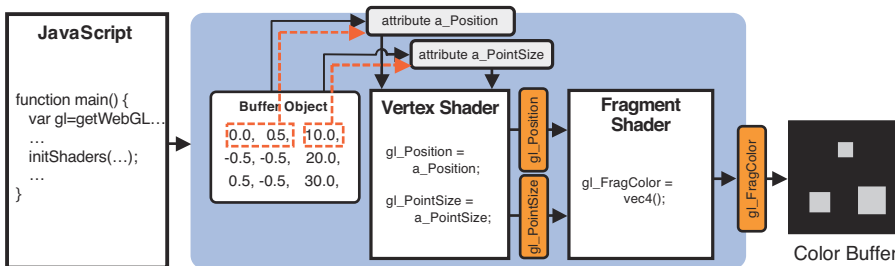 JavaScript
function main() {
var gl=getWebGL…
…
initShaders(…);
…
}
attribute a_Position
attribute a_PointSize
Buffer Object
0.0, 0.5, 10.0,
-0.5, -0.5, 20.0,
0.5, -0.5, 30.0,
Vertex Shader
gl_Position =
a_Position;
gl_PointSize =
a_PointSize;
gl_Position
gl_PointSize
Fragment
Shader
gl_FragColor =
vec4();
gl_FragColor
Color Buffer